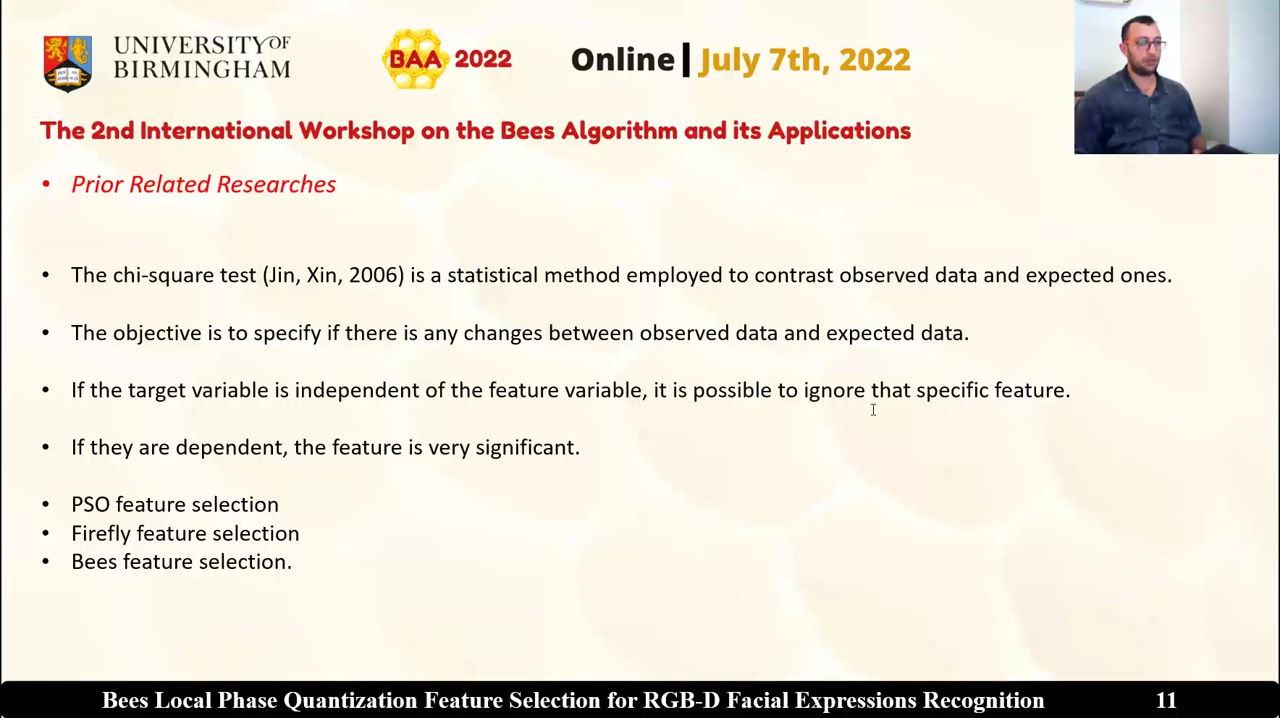 UNIVERSITY OF
BIRMINGHAM
BAA 2022
Online | July 7th, 2022
The 2nd International Workshop on the Bees Algorithm and its Applications
• Prior Related Researches
• The chi-square test (Jin, Xin, 2006) is a statistical method employed to contrast observed data and expected ones.
• The objective is to specify if there is any changes between observed data and expected data.
• If the target variable is independent of the feature variable, it is possible to ignore that specific feature.
• If they are dependent, the feature is very significant.
• PSO feature selection
• Firefly feature selection
• Bees feature selection.
Bees Local Phase Quantization Feature Selection for RGB-D Facial Expressions Recognition 11